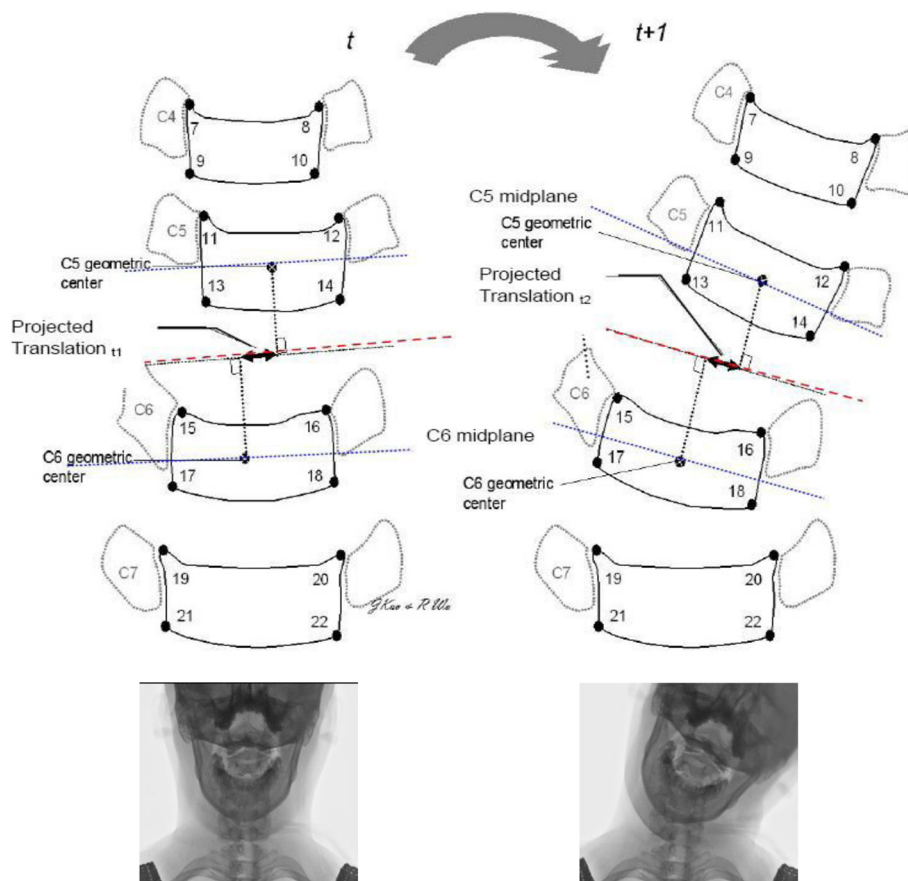 t
t+1
C4
7
8
9
10
C5
11
12
C5 geometric
center
13
14
Projected
Translation t1
C6
15
16
C6 geometric
center
17
18
C7
19
20
21
22
C4
7
8
9
10
C5 midplane
C5
C5 geometric
center
11
12
13
14
Projected
Translation t2
C6
15
16
C6 midplane
17
18
C6 geometric
center
C7
19
20
21
22